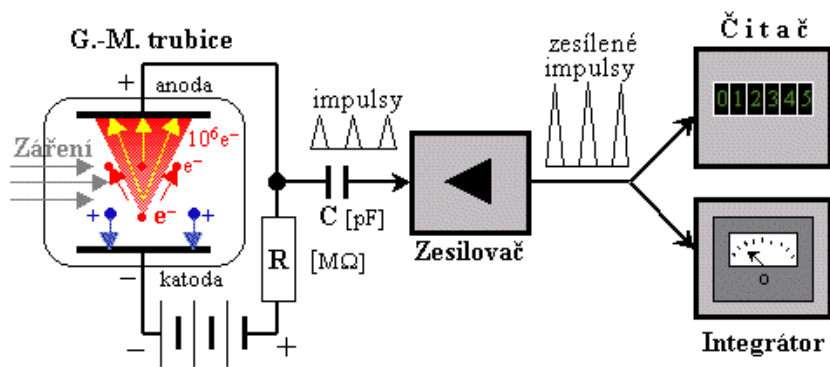 G.-M. trubice
+
anoda
Záření
10⁶e⁻
e⁻
e⁻
+
+
−
katoda
−
+
R
[MΩ]
impulsy
C [pF]
Zesilovač
zesílené
impulsy
Čitač
012345
0
Integrátor